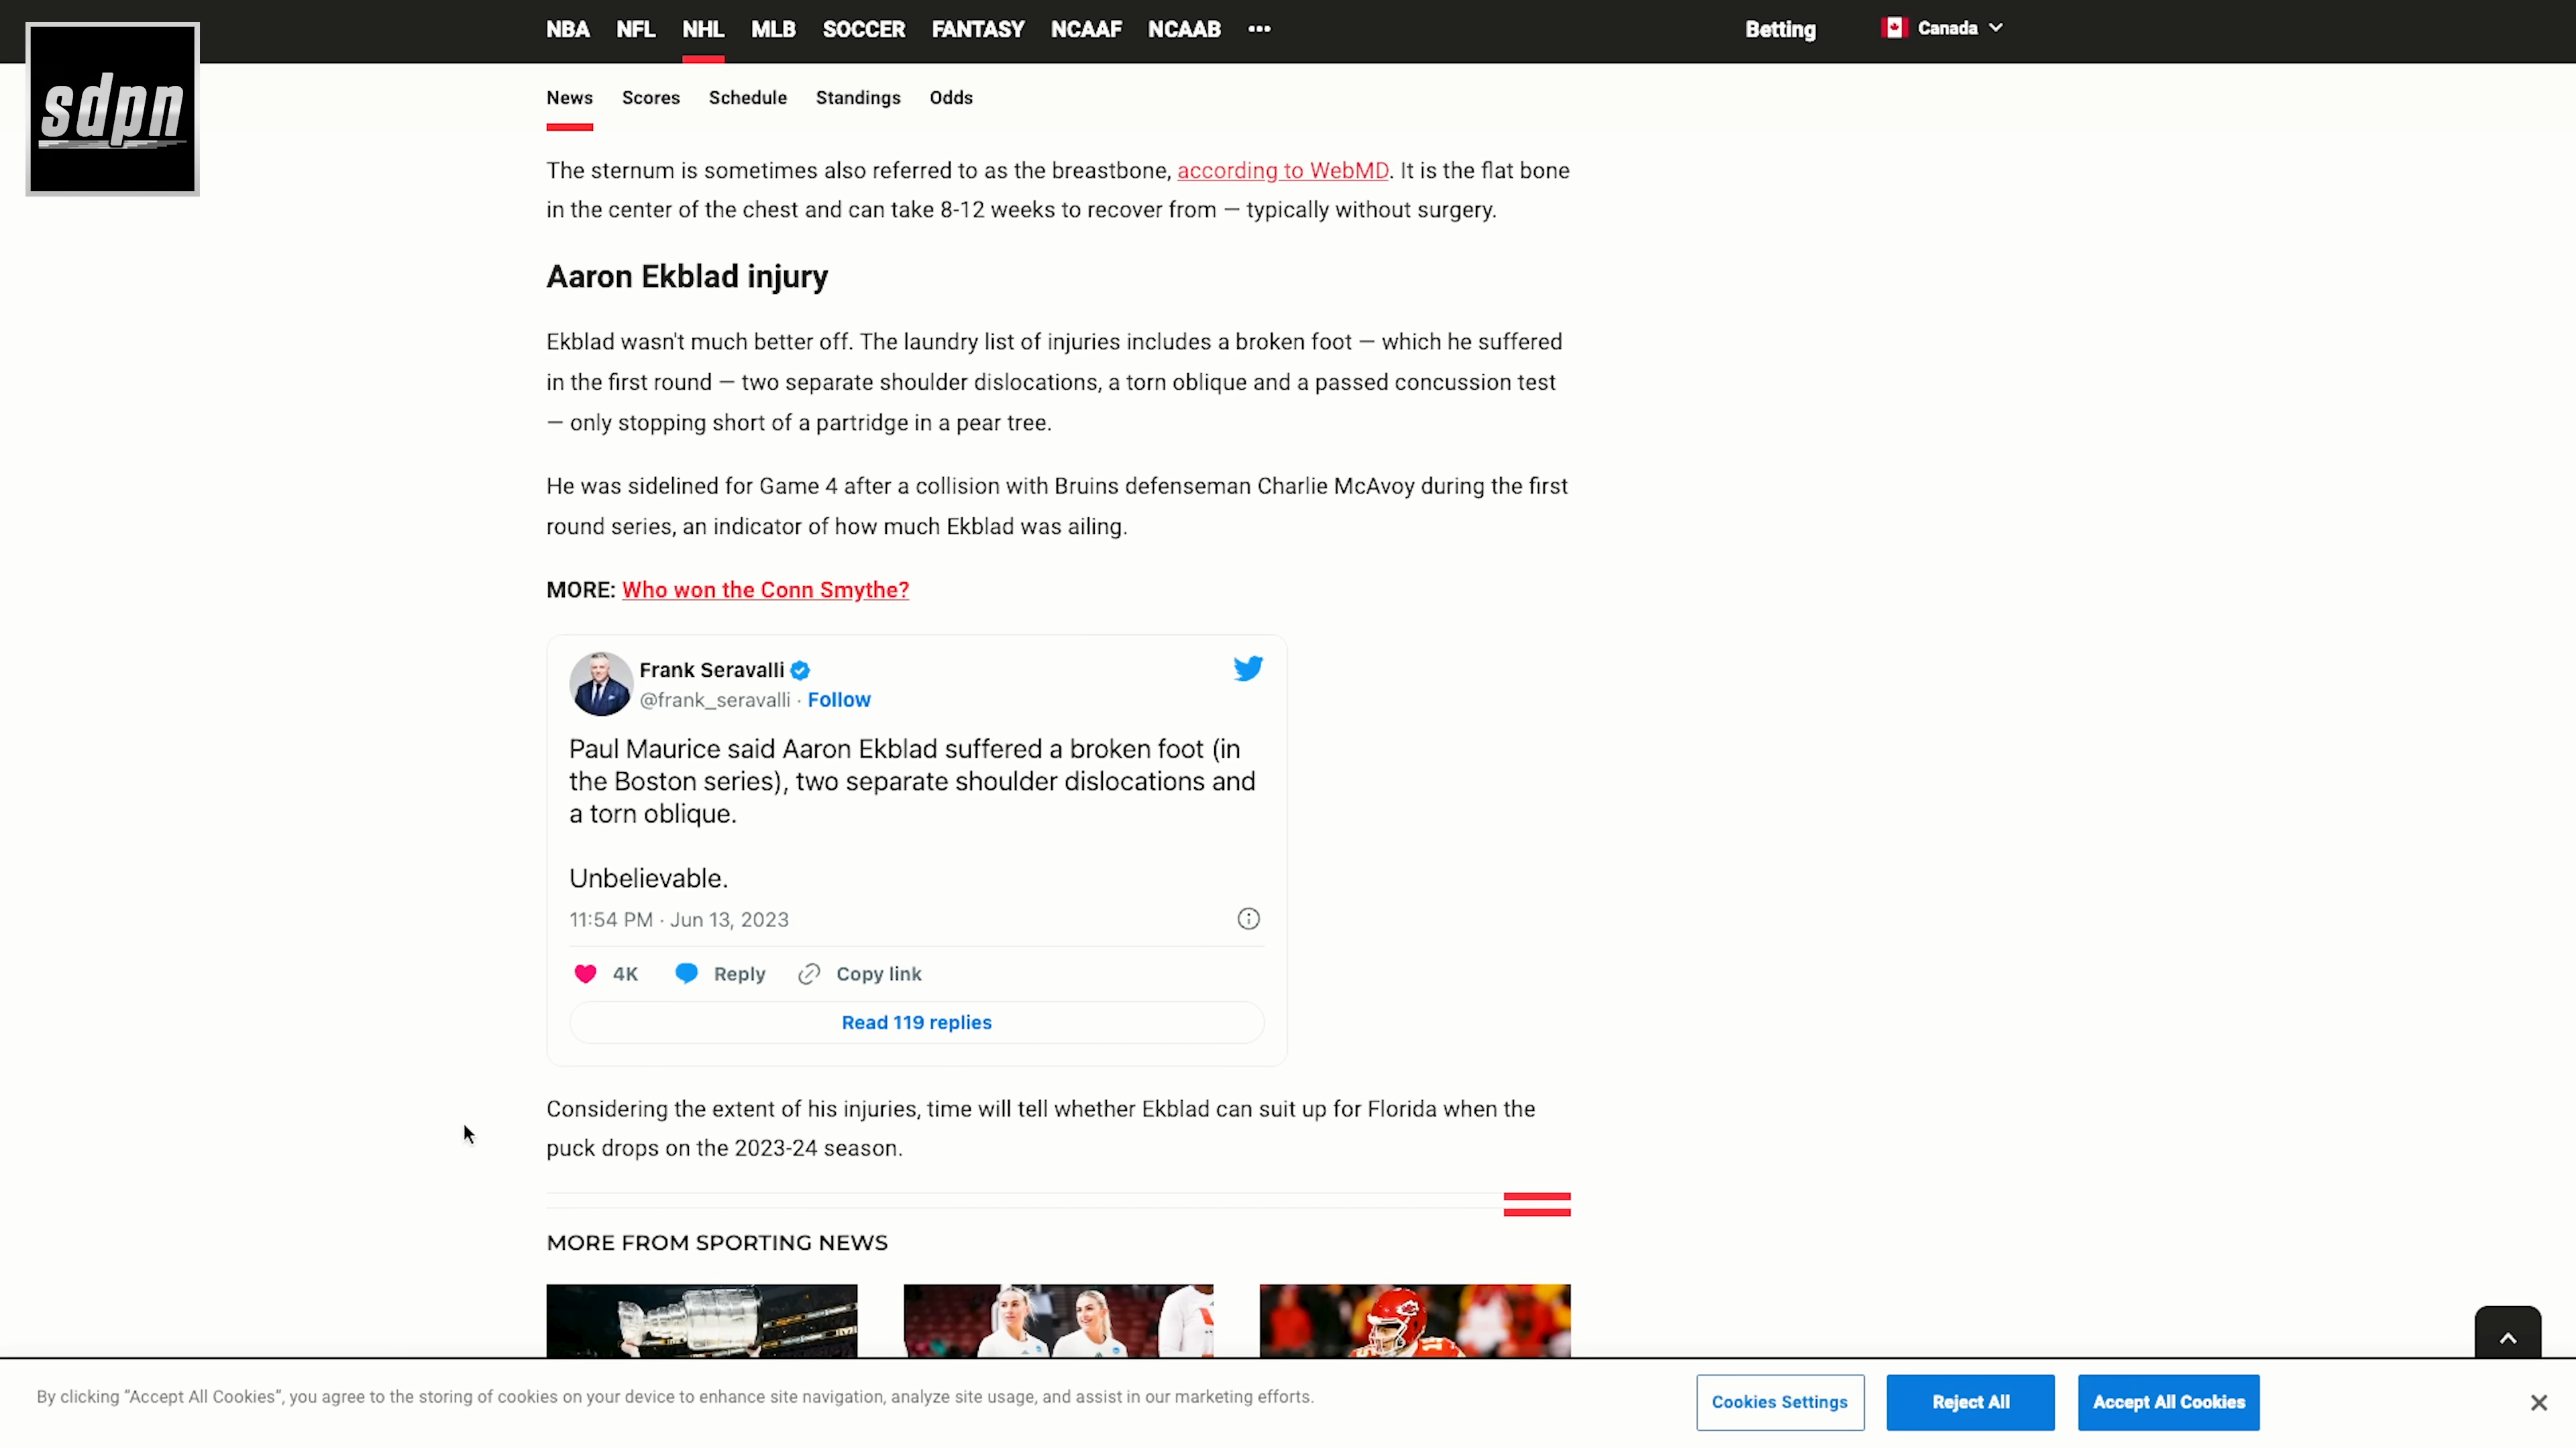 NBA NFL NHL MLB SOCCER FANTASY NCAAF NCAAB ••• Betting Canada
sdpn
News Scores Schedule Standings Odds
The sternum is sometimes also referred to as the breastbone, according to WebMD. It is the flat bone
in the center of the chest and can take 8-12 weeks to recover from — typically without surgery.
Aaron Ekblad injury
Ekblad wasn't much better off. The laundry list of injuries includes a broken foot — which he suffered
in the first round — two separate shoulder dislocations, a torn oblique and a passed concussion test
— only stopping short of a partridge in a pear tree.
He was sidelined for Game 4 after a collision with Bruins defenseman Charlie McAvoy during the first
round series, an indicator of how much Ekblad was ailing.
MORE: Who won the Conn Smythe?
Frank Seravalli
@frank_seravalli · Follow
Paul Maurice said Aaron Ekblad suffered a broken foot (in
the Boston series), two separate shoulder dislocations and
a torn oblique.
Unbelievable.
11:54 PM · Jun 13, 2023
4K Reply Copy link
Read 119 replies
Considering the extent of his injuries, time will tell whether Ekblad can suit up for Florida when the
puck drops on the 2023-24 season.
MORE FROM SPORTING NEWS
By clicking “Accept All Cookies”, you agree to the storing of cookies on your device to enhance site navigation, analyze site usage, and assist in our marketing efforts.
Cookies Settings Reject All Accept All Cookies